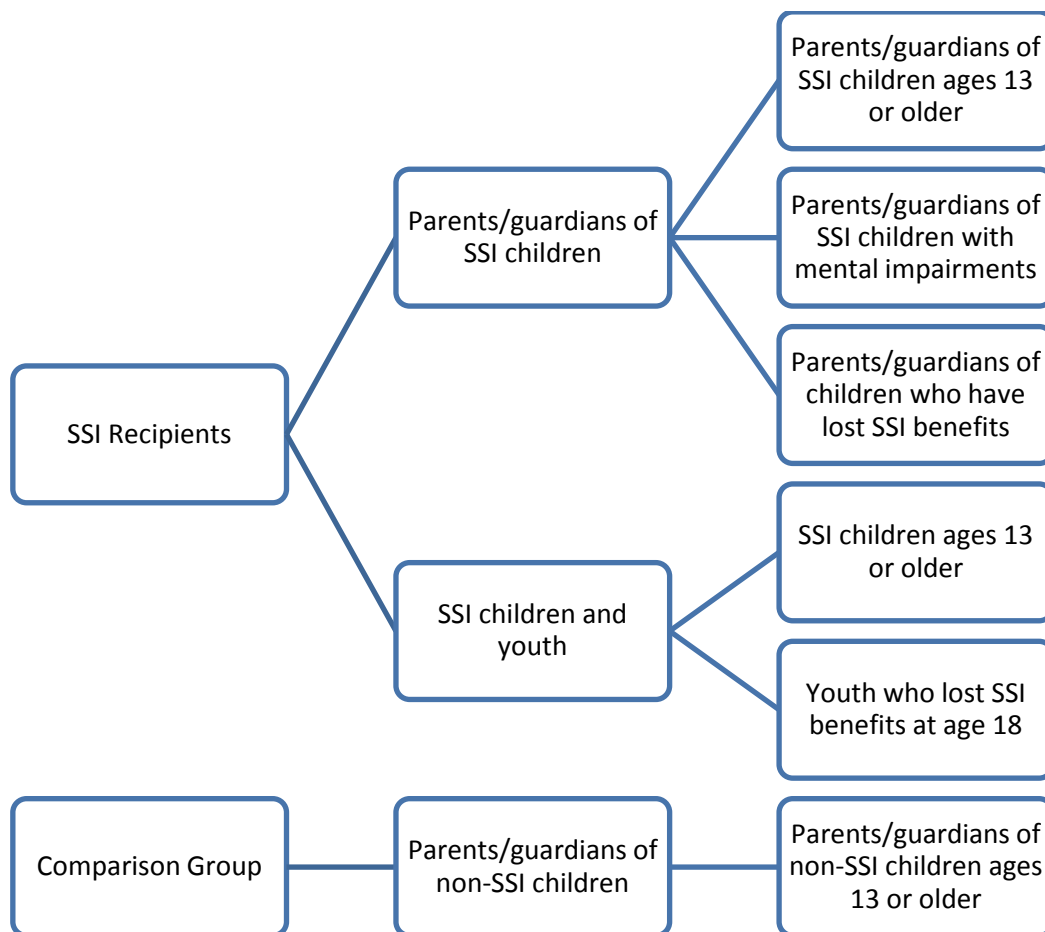 Parents/guardians of
SSI children ages 13
or older
Parents/guardians of
SSI children
Parents/guardians of
SSI children with
mental impairments
Parents/guardians of
children who have
lost SSI benefits
SSI Recipients
SSI children ages 13
or older
SSI children and
youth
Youth who lost SSI
benefits at age 18
Comparison Group
Parents/guardians of
non-SSI children
Parents/guardians of
non-SSI children ages
13 or older